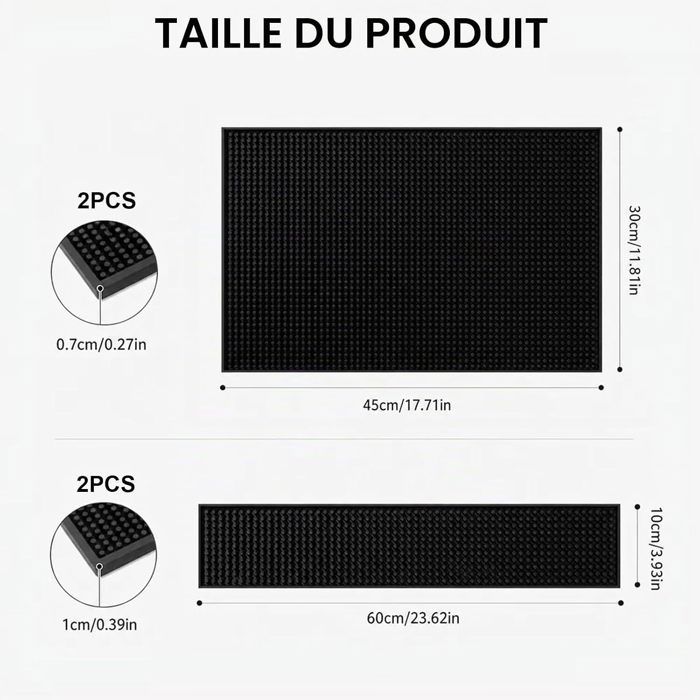 TAILLE DU PRODUIT
2PCS
0.7cm/0.27in
30cm/11.81in
45cm/17.71in
2PCS
1cm/0.39in
10cm/3.93in
60cm/23.62in